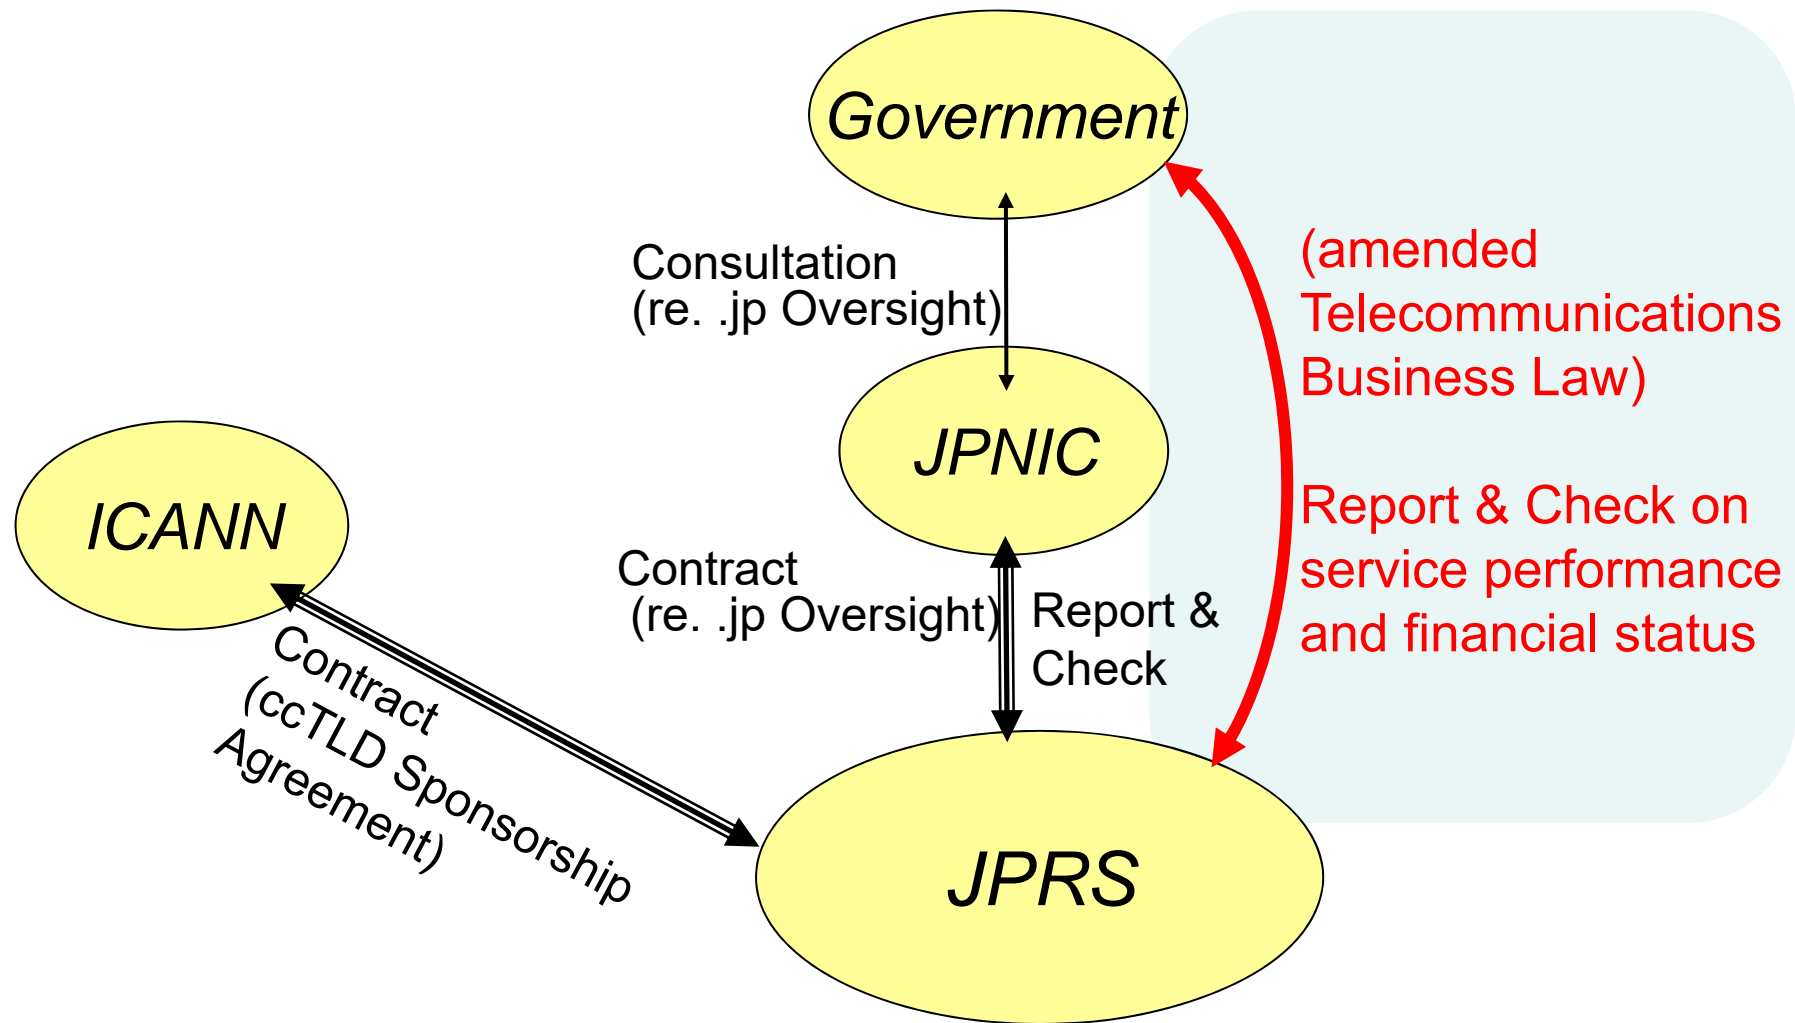 Government
Consultation
(re. .jp Oversight)
(amended
Telecommunications
Business Law)
JPNIC
ICANN
Report & Check on
service performance
and financial status
Contract
(re. .jp Oversight)
Report &
Check
Contract
(ccTLD Sponsorship
Agreement)
JPRS